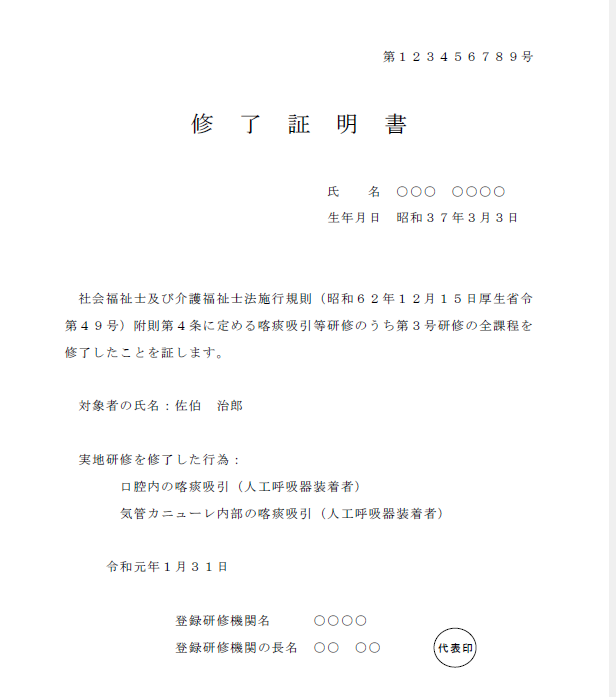 第１２３４５６７８９号
修　了　証　明　書
氏　　名　○○○　○○○○
生年月日　昭和３７年３月３日
社会福祉士及び介護福祉士法施行規則（昭和６２年１２月１５日厚生省令
第４９号）附則第４条に定める喀痰吸引等研修のうち第３号研修の全課程を
修了したことを証します。
対象者の氏名：佐伯　治郎
実地研修を修了した行為：
口腔内の喀痰吸引（人工呼吸器装着者）
気管カニューレ内部の喀痰吸引（人工呼吸器装着者）
令和元年１月３１日
登録研修機関名　　　○○○○
登録研修機関の長名　○○　○○
代表印